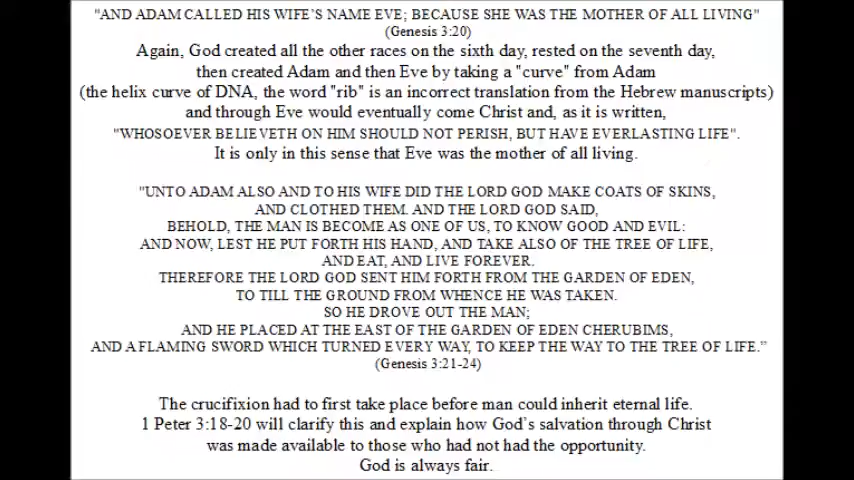 "AND ADAM CALLED HIS WIFE'S NAME EVE; BECAUSE SHE WAS THE MOTHER OF ALL LIVING"
(Genesis 3:20)
Again, God created all the other races on the sixth day, rested on the seventh day,
then created Adam and then Eve by taking a "curve" from Adam
(the helix curve of DNA, the word "rib" is an incorrect translation from the Hebrew manuscripts)
and through Eve would eventually come Christ and, as it is written,
"WHOSOEVER BELIEVETH ON HIM SHOULD NOT PERISH, BUT HAVE EVERLASTING LIFE".
It is only in this sense that Eve was the mother of all living.
"UNTO ADAM ALSO AND TO HIS WIFE DID THE LORD GOD MAKE COATS OF SKINS,
AND CLOTHED THEM. AND THE LORD GOD SAID,
BEHOLD, THE MAN IS BECOME AS ONE OF US, TO KNOW GOOD AND EVIL:
AND NOW, LEST HE PUT FORTH HIS HAND, AND TAKE ALSO OF THE TREE OF LIFE,
AND EAT, AND LIVE FOREVER.
THEREFORE THE LORD GOD SENT HIM FORTH FROM THE GARDEN OF EDEN,
TO TILL THE GROUND FROM WHENCE HE WAS TAKEN.
SO HE DROVE OUT THE MAN;
AND HE PLACED AT THE EAST OF THE GARDEN OF EDEN CHERUBIMS,
AND A FLAMING SWORD WHICH TURNED EVERY WAY, TO KEEP THE WAY TO THE TREE OF LIFE."
(Genesis 3:21-24)
The crucifixion had to first take place before man could inherit eternal life.
1 Peter 3:18-20 will clarify this and explain how God's salvation through Christ
was made available to those who had not had the opportunity.
God is always fair.